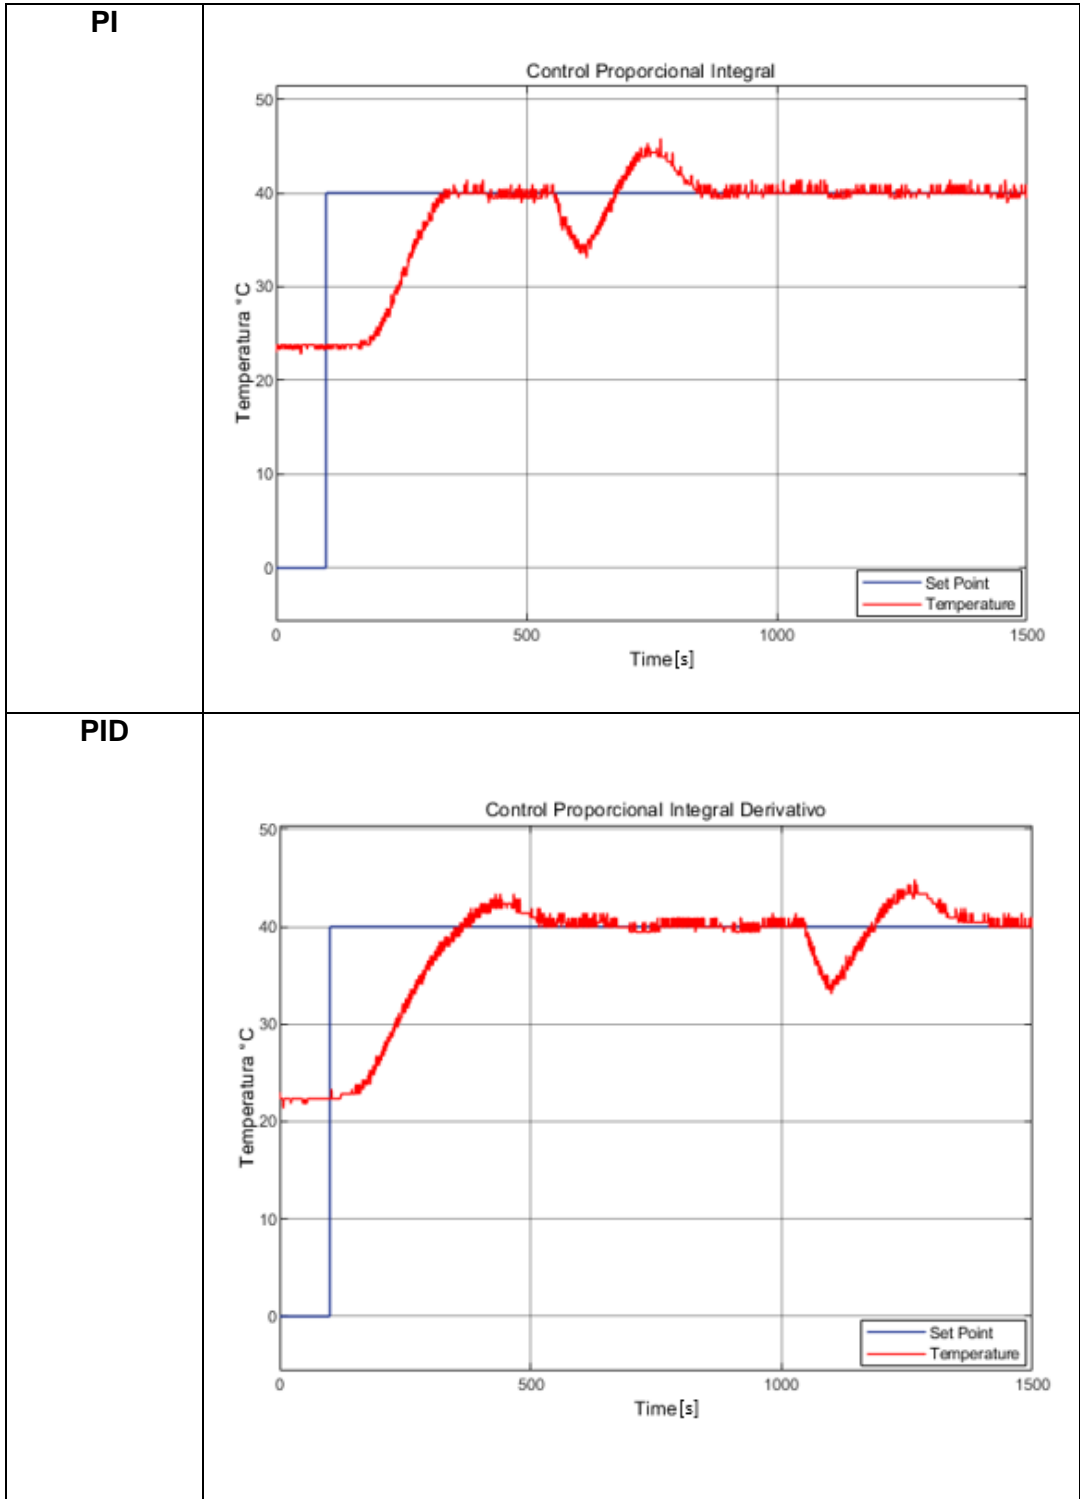 PI
Control Proporcional Integral
50
40
30
20
10
0
Temperatura °C
Set Point
Temperature
0 500 1000 1500
Time[s]
PID
Control Proporcional Integral Derivativo
50
40
30
20
10
0
Temperatura °C
Set Point
Temperature
0 500 1000 1500
Time[s]